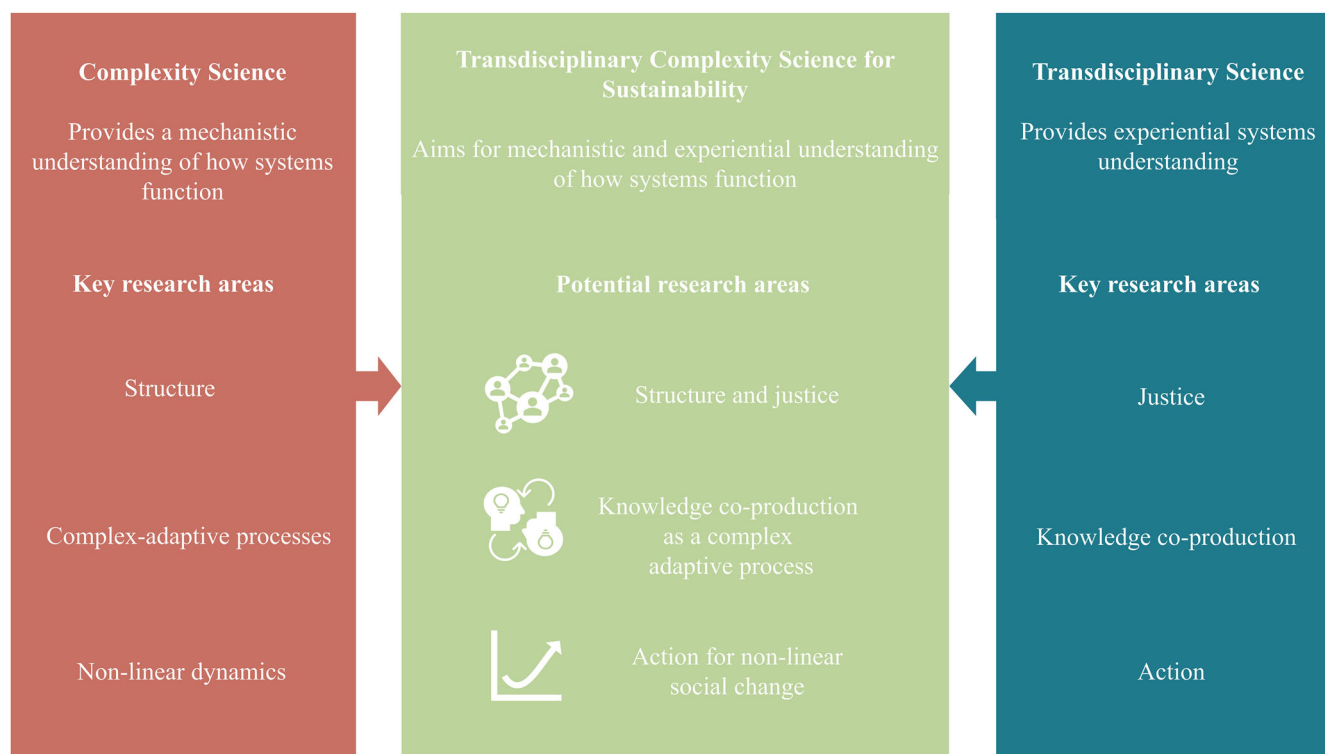 Complexity Science
Provides a mechanistic
understanding of how systems
function
Key research areas
Structure
Complex-adaptive processes
Non-linear dynamics
Transdisciplinary Complexity Science for
Sustainability
Aims for mechanistic and experiential understanding
of how systems function
Potential research areas
Structure and justice
Knowledge co-production
as a complex
adaptive process
Action for non-linear
social change
Transdisciplinary Science
Provides experiential systems
understanding
Key research areas
Justice
Knowledge co-production
Action